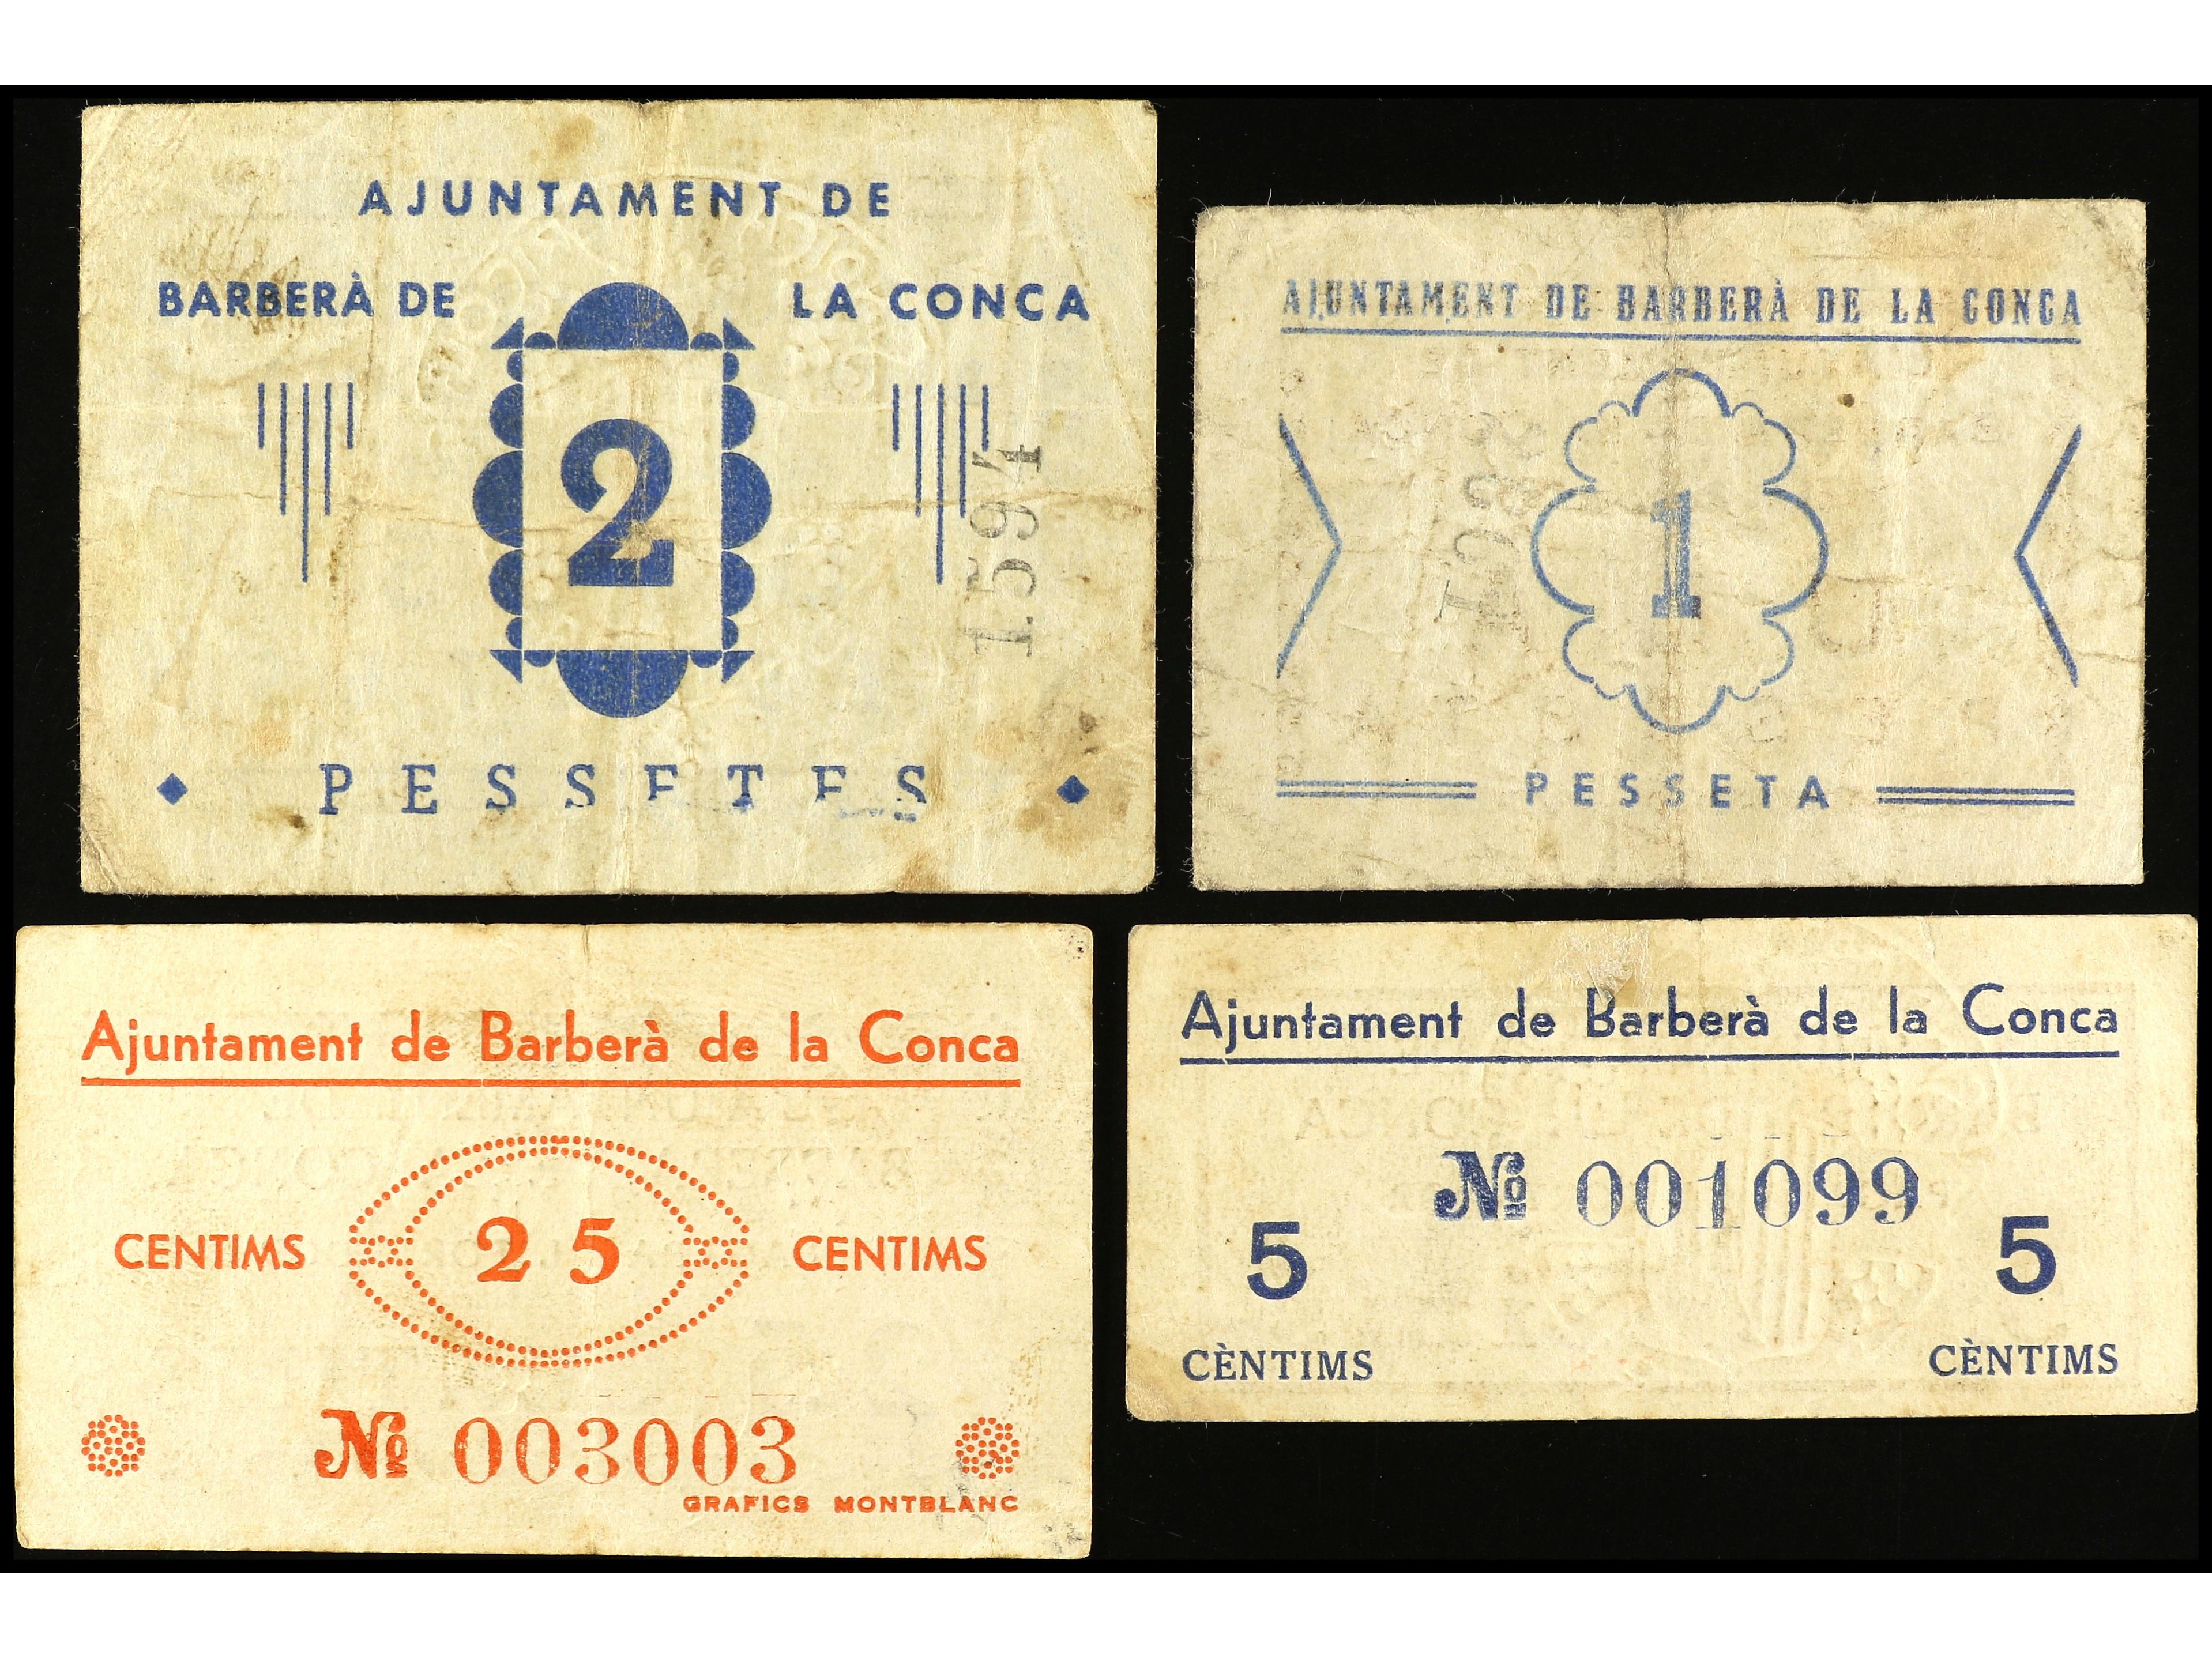 AJUNTAMENT DE
BARBERÀ DE LA CONCA
2
1594
PESSETES
AJUNTAMENT DE BARBERÀ DE LA CONCA
1
PESSETA
Ajuntament de Barberà de la Conca
CENTIMS 25 CENTIMS
Nº 003003
GRAFICS MONTBLANC
Ajuntament de Barberà de la Conca
Nº 001099
5 5
CÈNTIMS CÈNTIMS